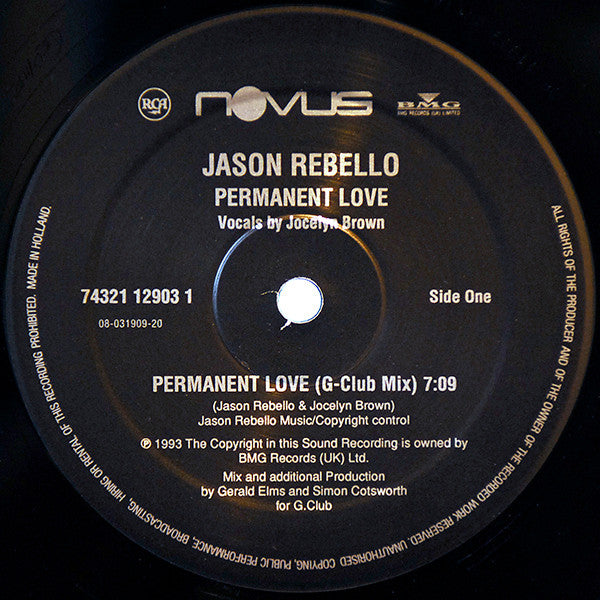 RCA
NOVUS
BMG
BMG RECORDS (UK) LIMITED
JASON REBELLO
PERMANENT LOVE
Vocals by Jocelyn Brown
74321 12903 1
Side One
08-031909-20
PERMANENT LOVE (G-Club Mix) 7:09
(Jason Rebello & Jocelyn Brown)
Jason Rebello Music/Copyright control
℗ 1993 The Copyright in this Sound Recording is owned by
BMG Records (UK) Ltd.
Mix and additional Production
by Gerald Elms and Simon Cotsworth
for G.Club
ALL RIGHTS OF THE PRODUCER AND OF THE OWNER OF THE RECORDED WORK RESERVED. UNAUTHORISED COPYING, PUBLIC PERFORMANCE, BROADCASTING, HIRING OR RENTAL OF THIS RECORDING PROHIBITED. MADE IN HOLLAND.